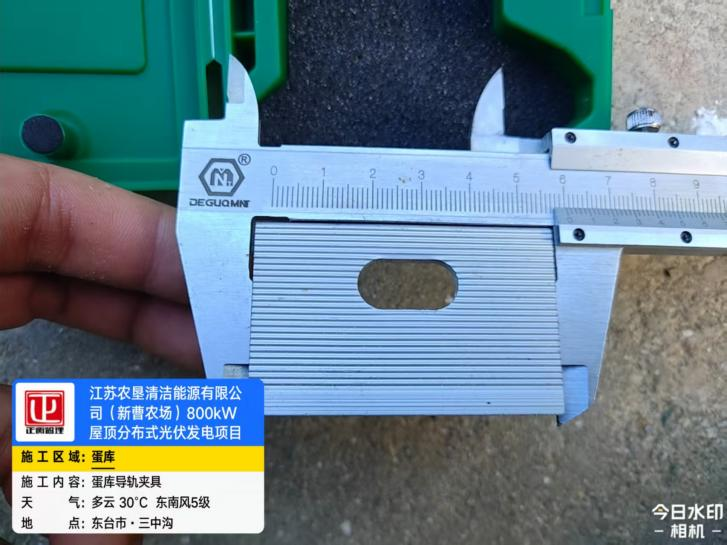 ®
DEGUQMNT
0 1 2 3 4 5 6 7 8 9
正衡管理
江苏农垦清洁能源有限公
司（新曹农场）800kW
屋顶分布式光伏发电项目
施工区域：蛋库
施工内容：蛋库导轨夹具
天气：多云 30℃ 东南风5级
地点：东台市·三中沟
今日水印
相机